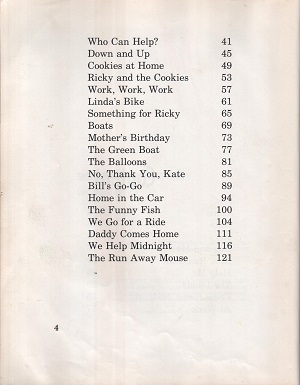 Who Can Help? 41
Down and Up 45
Cookies at Home 49
Ricky and the Cookies 53
Work, Work, Work 57
Linda's Bike 61
Something for Ricky 65
Boats 69
Mother's Birthday 73
The Green Boat 77
The Balloons 81
No, Thank You, Kate 85
Bill's Go-Go 89
Home in the Car 94
The Funny Fish 100
We Go for a Ride 104
Daddy Comes Home 111
We Help Midnight 116
The Run Away Mouse 121
4